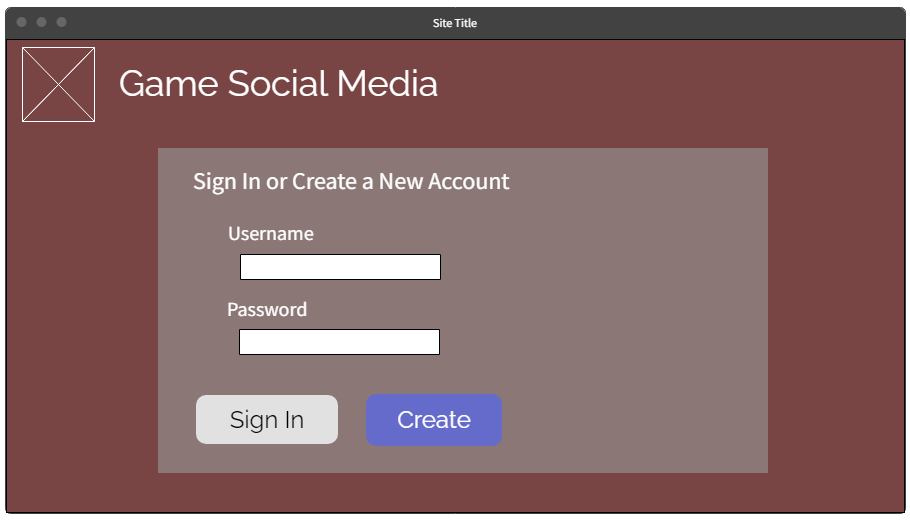 Site Title
Game Social Media
Sign In or Create a New Account
Username
Password
Sign In
Create